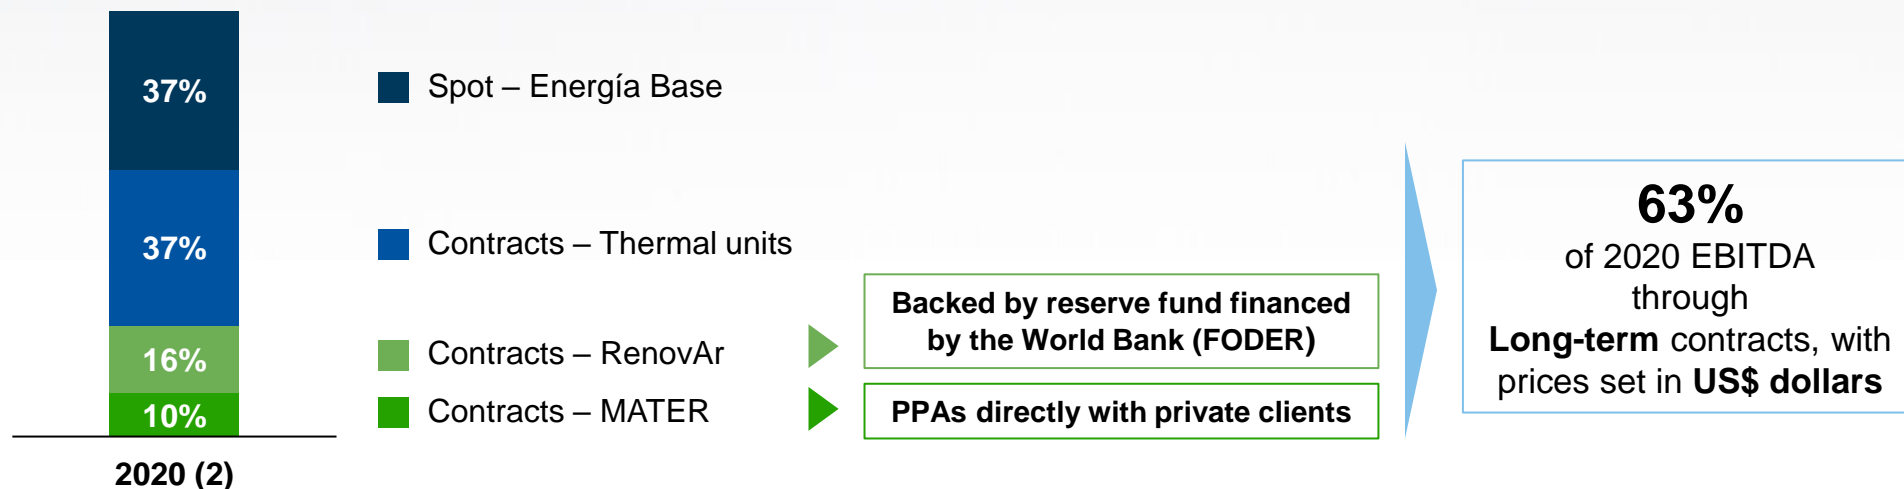 37%
37%
16%
10%
2020 (2)
Spot – Energía Base
Contracts – Thermal units
Contracts – RenovAr
Contracts – MATER
Backed by reserve fund financed
by the World Bank (FODER)
PPAs directly with private clients
63%
of 2020 EBITDA
through
Long-term contracts, with
prices set in US$ dollars